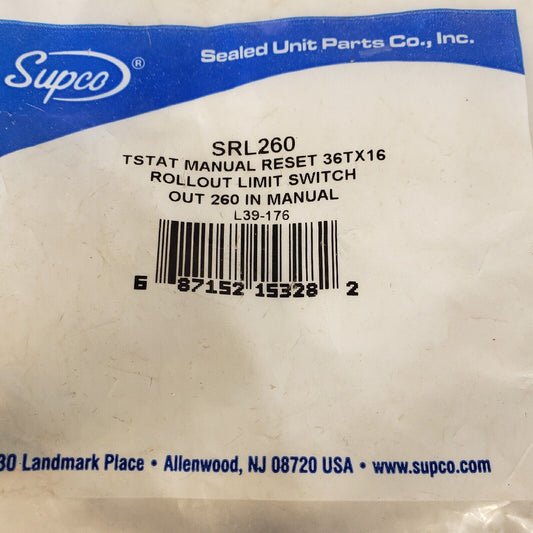 Supco®
Sealed Unit Parts Co., Inc.
SRL260
TSTAT MANUAL RESET 36TX16
ROLLOUT LIMIT SWITCH
OUT 260 IN MANUAL
L39-176
6 87152 15328 2
30 Landmark Place • Allenwood, NJ 08720 USA • www.supco.com